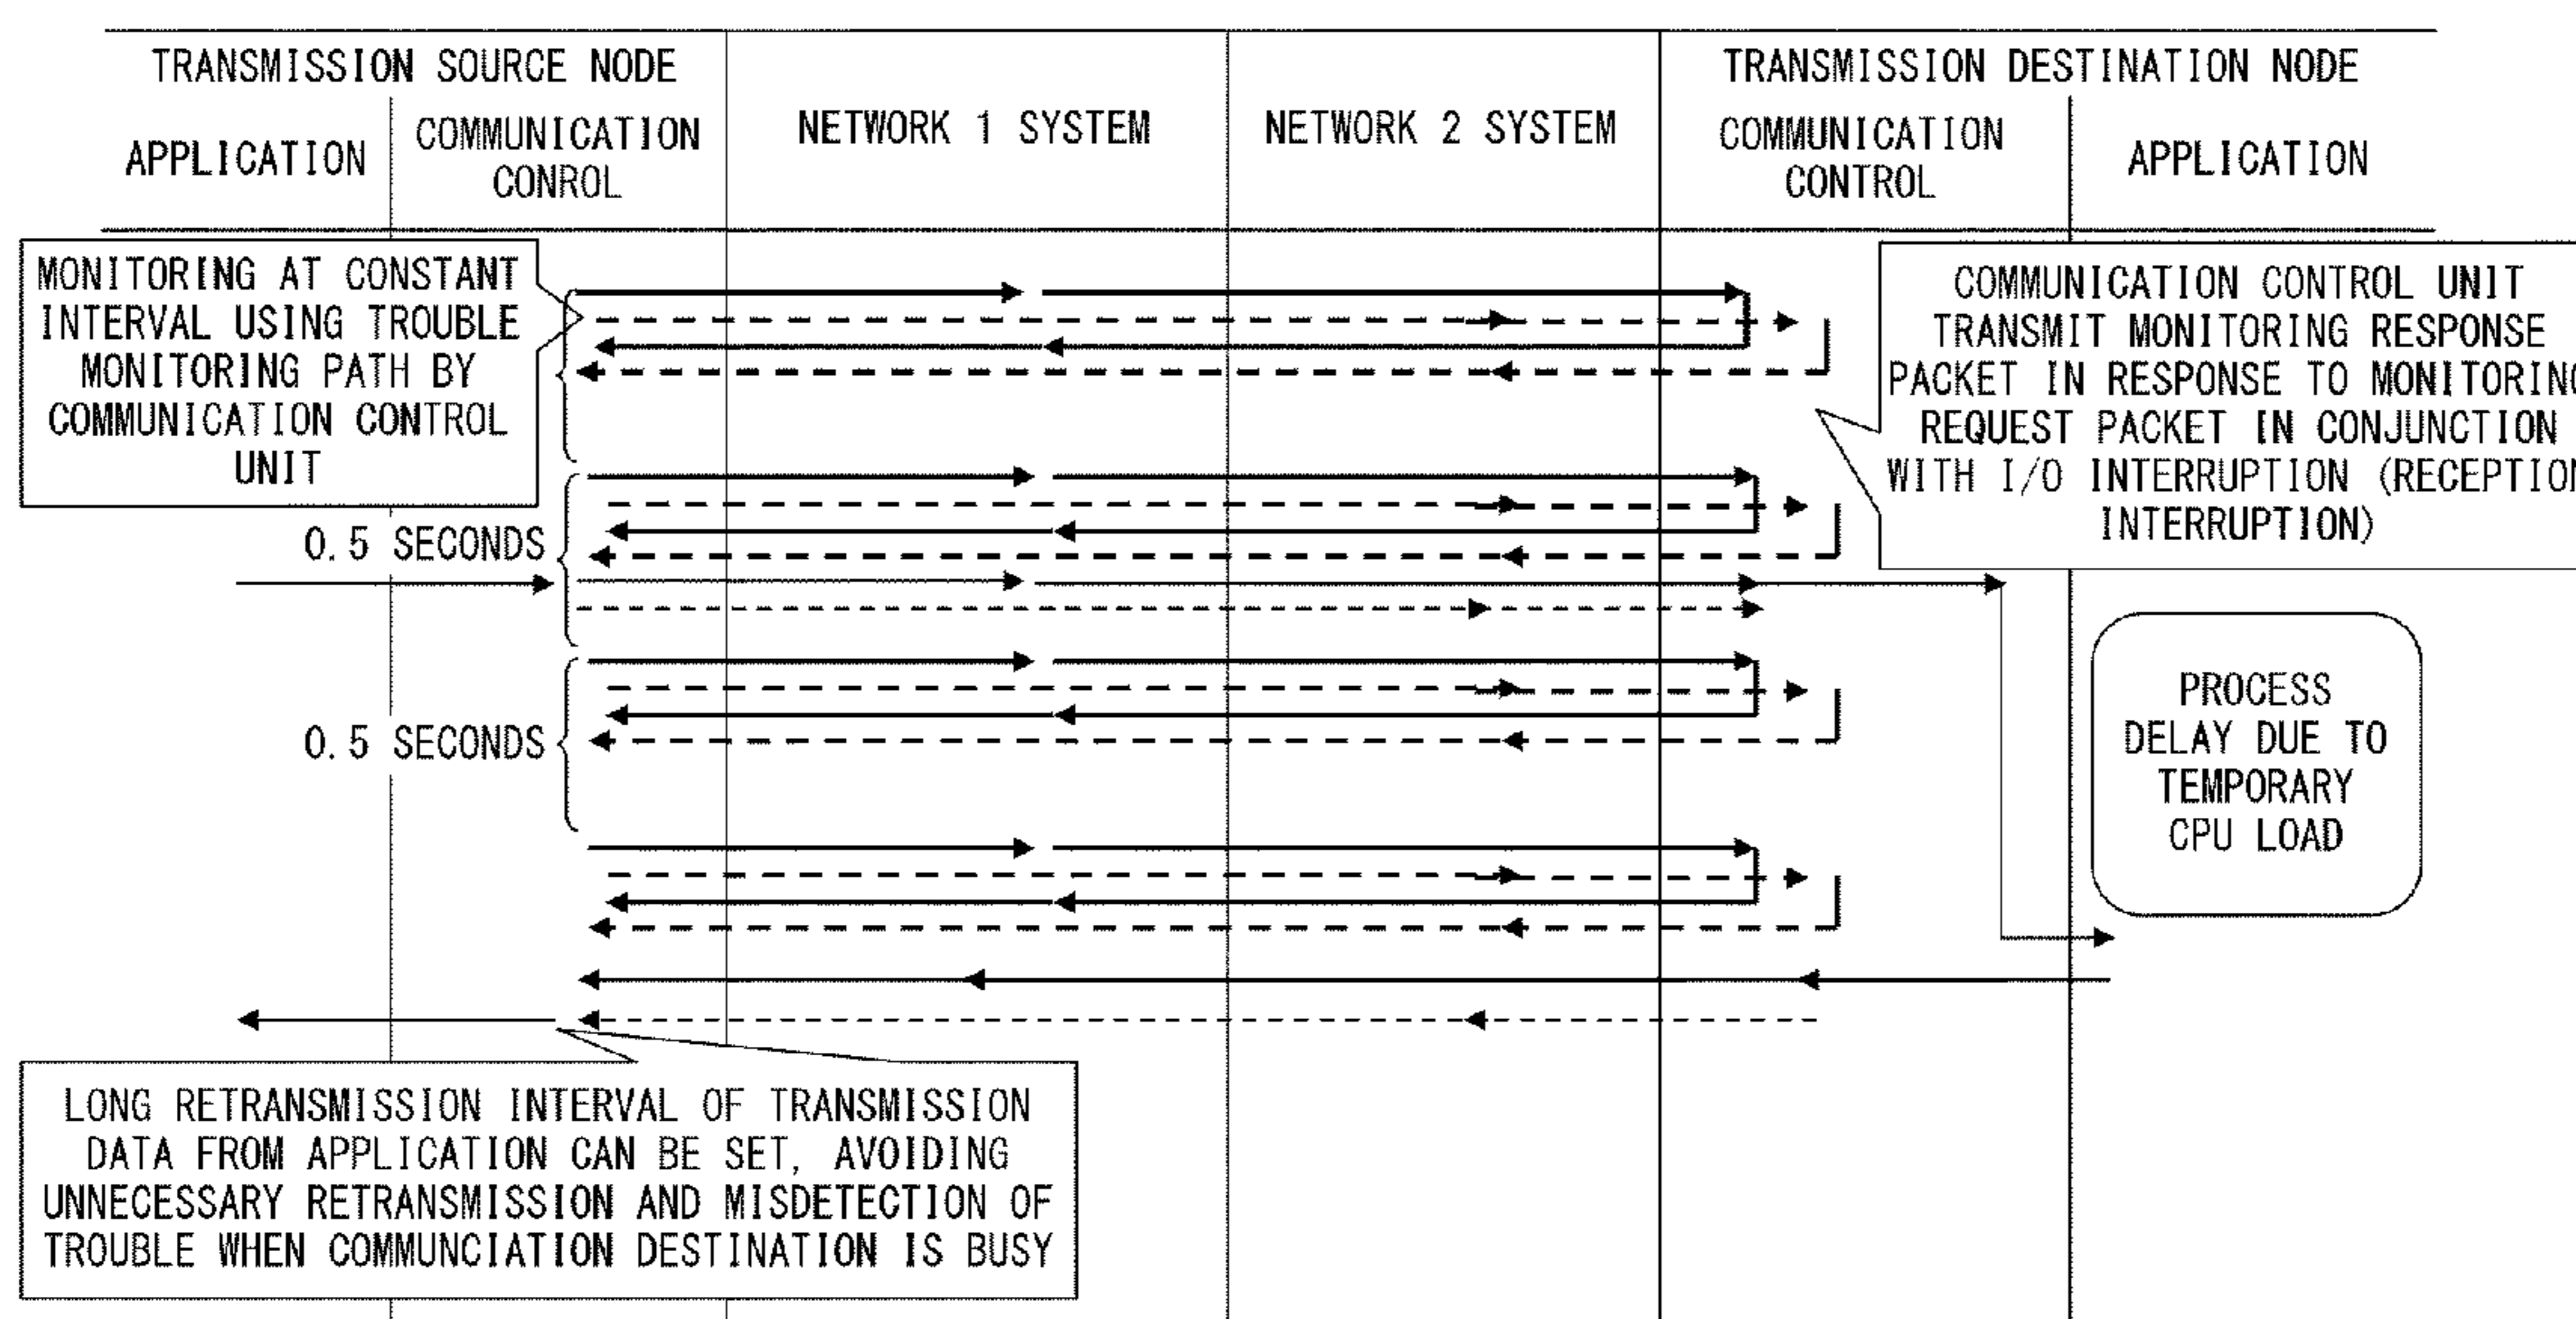 TRANSMISSION SOURCE NODE
APPLICATION
COMMUNICATION
CONROL
NETWORK 1 SYSTEM
NETWORK 2 SYSTEM
TRANSMISSION DESTINATION NODE
COMMUNICATION
CONTROL
APPLICATION
MONITORING AT CONSTANT
INTERVAL USING TROUBLE
MONITORING PATH BY
COMMUNICATION CONTROL
UNIT
COMMUNICATION CONTROL UNIT
TRANSMIT MONITORING RESPONSE
PACKET IN RESPONSE TO MONITORING
REQUEST PACKET IN CONJUNCTION
WITH I/O INTERRUPTION (RECEPTION
INTERRUPTION)
0.5 SECONDS
0.5 SECONDS
PROCESS
DELAY DUE TO
TEMPORARY
CPU LOAD
LONG RETRANSMISSION INTERVAL OF TRANSMISSION
DATA FROM APPLICATION CAN BE SET, AVOIDING
UNNECESSARY RETRANSMISSION AND MISDETECTION OF
TROUBLE WHEN COMMUNCIATION DESTINATION IS BUSY